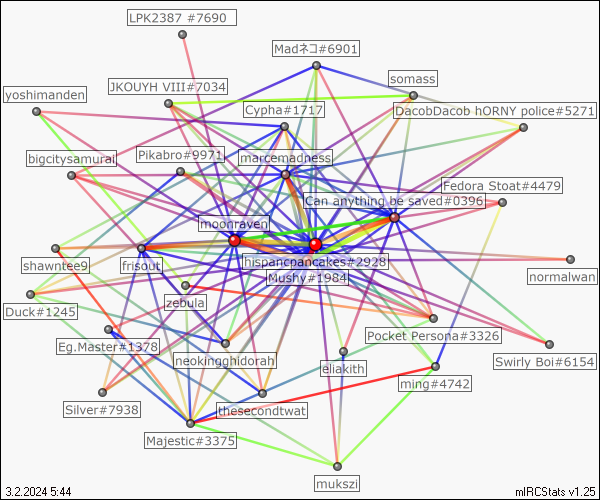 LPK2387 #7690
Madネコ#6901
somass
JKOUYH VIII#7034
yoshimanden
Cypha#1717
DacobDacob hORNY police#5271
Pikabro#9971
marcemadness
bigcitysamurai
Fedora Stoat#4479
Can anything be saved#0396
moonraven
hispancpancakes#2928
shawntee9
frisout
Mushy#1984
normalwan
zebula
Duck#1245
Pocket Persona#3326
Eg.Master#1378
neokingghidorah
Swirly Boi#6154
eliakith
ming#4742
Silver#7938
thesecondtwat
Majestic#3375
mukszi
3.2.2024 5:44
mIRCStats v1.25